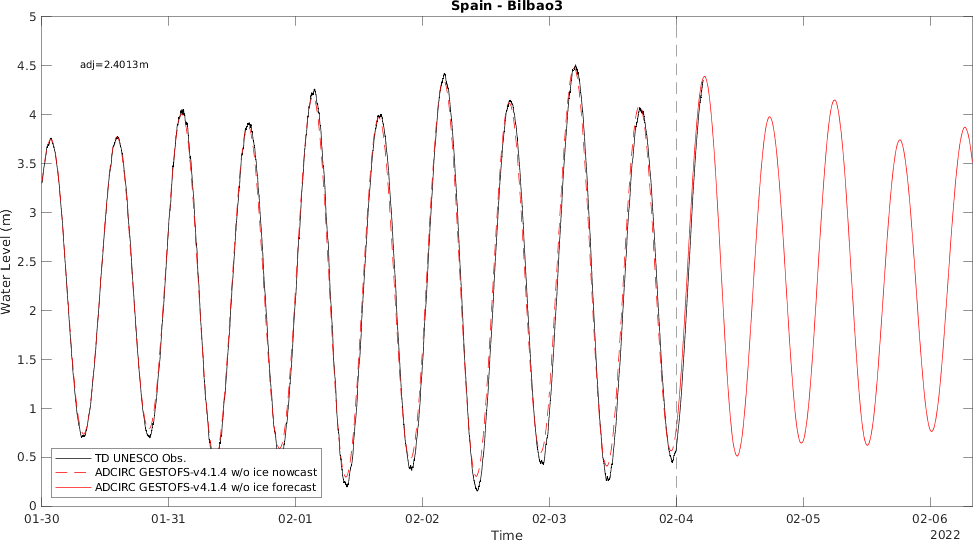 Spain - Bilbao3
adj=2.4013m
Water Level (m)
5
4.5
4
3.5
3
2.5
2
1.5
1
0.5
0
TD UNESCO Obs.
ADCIRC GESTOFS-v4.1.4 w/o ice nowcast
ADCIRC GESTOFS-v4.1.4 w/o ice forecast
01-30 01-31 02-01 02-02 02-03 02-04 02-05 02-06
Time
2022